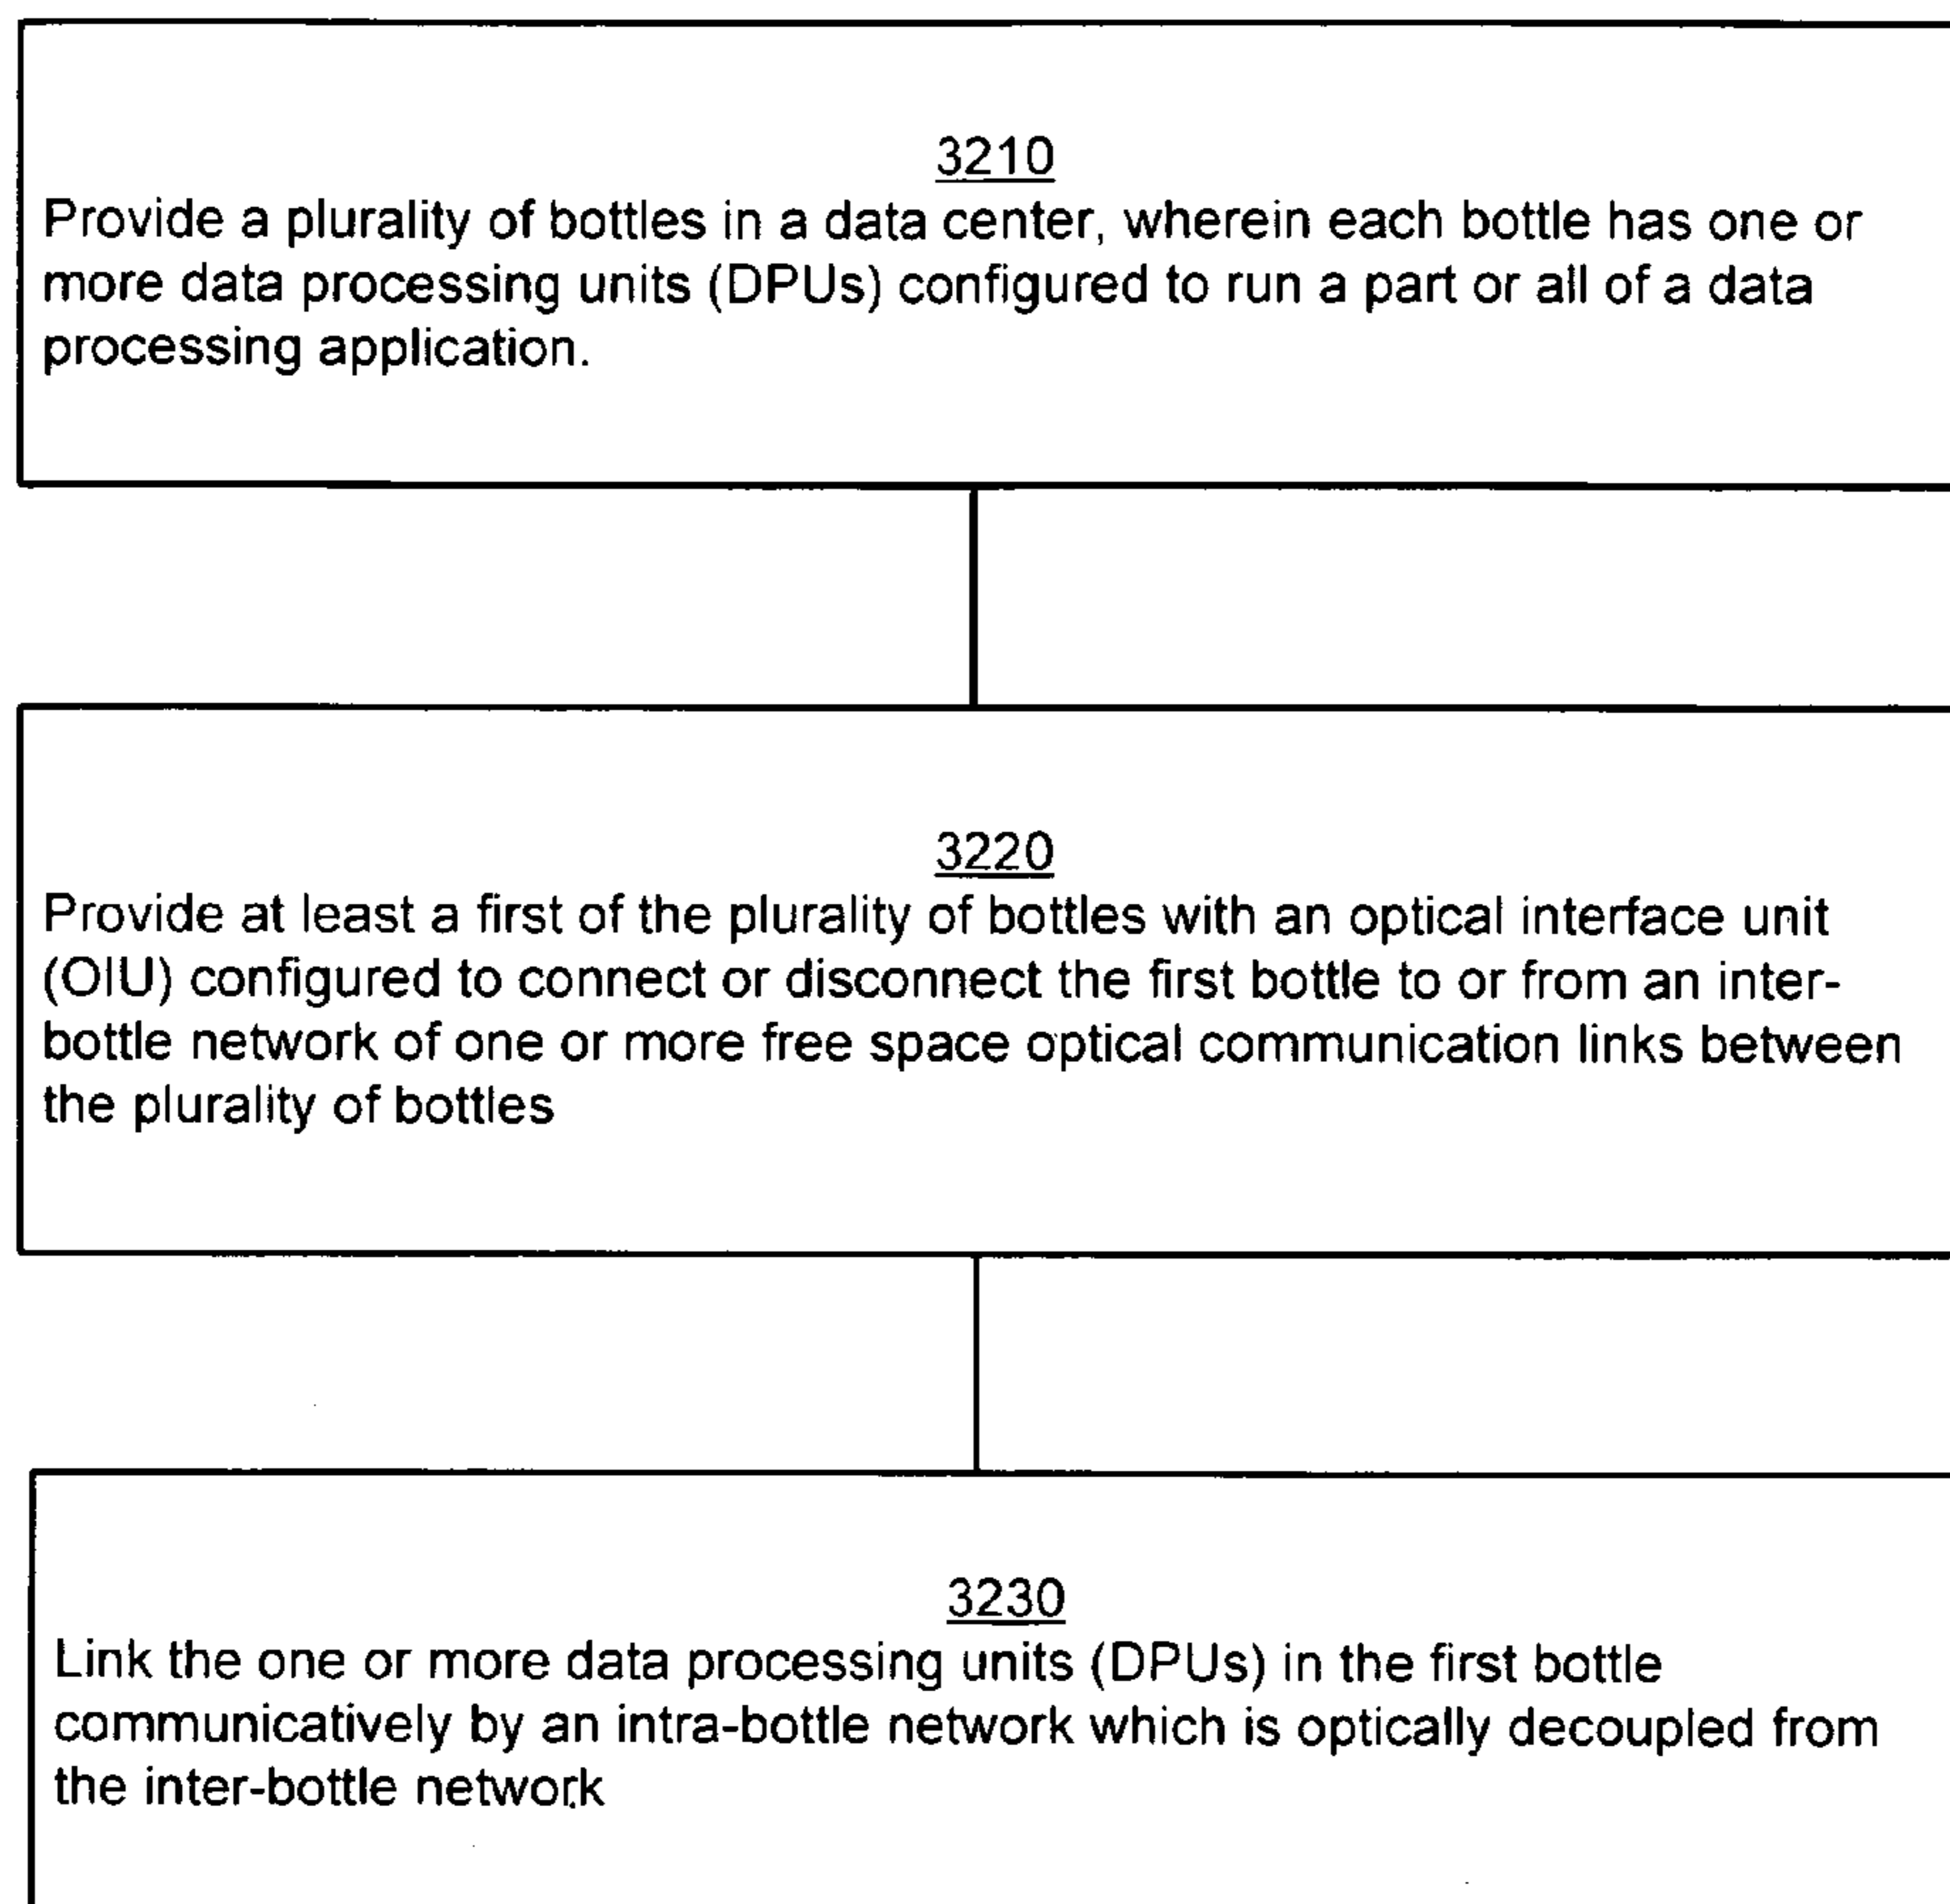 3210
Provide a plurality of bottles in a data center, wherein each bottle has one or
more data processing units (DPUs) configured to run a part or all of a data
processing application.
3220
Provide at least a first of the plurality of bottles with an optical interface unit
(OIU) configured to connect or disconnect the first bottle to or from an inter-
bottle network of one or more free space optical communication links between
the plurality of bottles
3230
Link the one or more data processing units (DPUs) in the first bottle
communicatively by an intra-bottle network which is optically decoupled from
the inter-bottle network